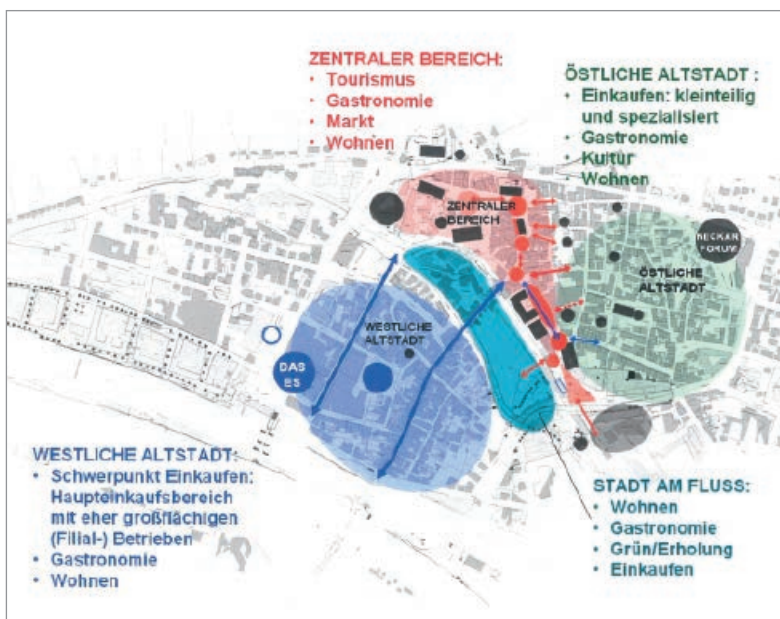 ZENTRALER BEREICH:
• Tourismus
• Gastronomie
• Markt
• Wohnen
ÖSTLICHE ALTSTADT :
• Einkaufen: kleinteilig
und spezialisiert
• Gastronomie
• Kultur
• Wohnen
ZENTRALER
BEREICH
NECKAR
FORUM
ÖSTLICHE
ALTSTADT
WESTLICHE
ALTSTADT
DAS
ES
WESTLICHE ALTSTADT:
• Schwerpunkt Einkaufen:
Haupteinkaufsbereich
mit eher großflächigen
(Filial-) Betrieben
• Gastronomie
• Wohnen
STADT AM FLUSS:
• Wohnen
• Gastronomie
• Grün/Erholung
• Einkaufen